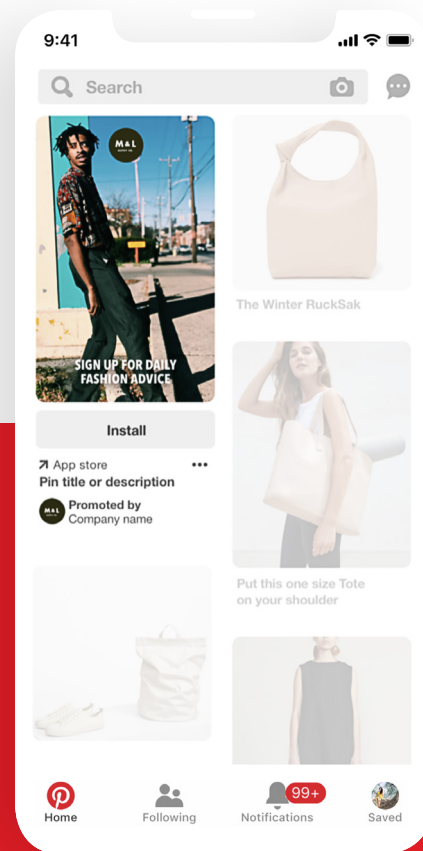 9:41
Search
M&L
SIGN UP FOR DAILY
FASHION ADVICE
Install
App store
Pin title or description
M&L
Promoted by
Company name
The Winter RuckSak
Put this one size Tote
on your shoulder
Home
Following
99+
Notifications
Saved